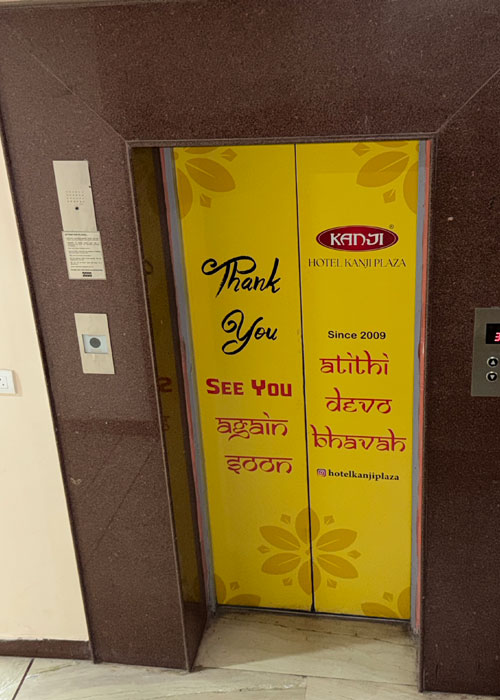 Thank
You
SEE YOU
again
soon
KANJI
HOTEL KANJI PLAZA
Since 2009
atithi
devo
bhavah
hotelkanjiplaza